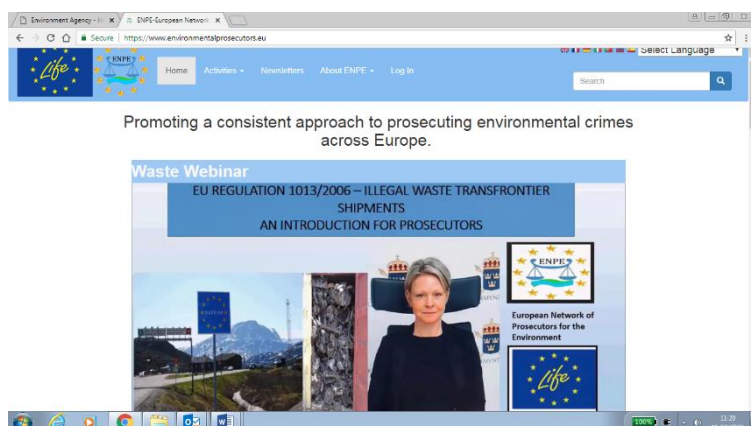 Environment Agency - H
ENPE-European Network
Secure | https://www.environmentalprosecutors.eu
Life
ENPE
Home
Activities
Newsletters
About ENPE
Log In
Select Language
Search
Promoting a consistent approach to prosecuting environmental crimes
across Europe.
Waste Webinar
EU REGULATION 1013/2006 – ILLEGAL WASTE TRANSFRONTIER
SHIPMENTS
AN INTRODUCTION FOR PROSECUTORS
ENPE
European Network of
Prosecutors for the
Environment
Life
100%
11:20